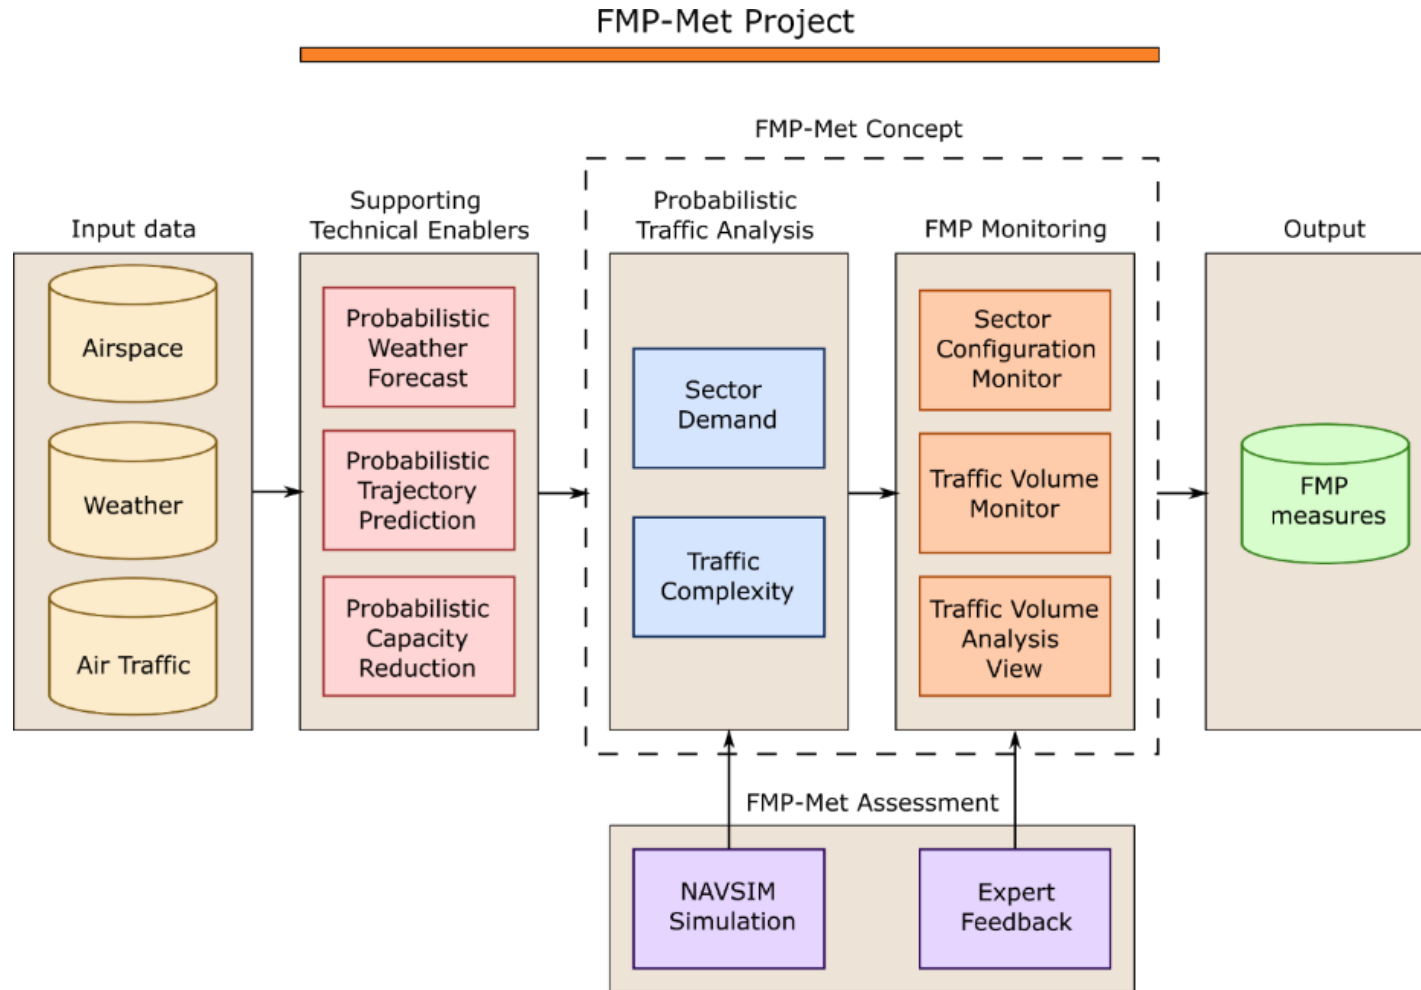 FMP-Met Project
FMP-Met Concept
Input data
Airspace
Weather
Air Traffic
Supporting
Technical Enablers
Probabilistic
Weather
Forecast
Probabilistic
Trajectory
Prediction
Probabilistic
Capacity
Reduction
Probabilistic
Traffic Analysis
Sector
Demand
Traffic
Complexity
FMP Monitoring
Sector
Configuration
Monitor
Traffic Volume
Monitor
Traffic Volume
Analysis
View
Output
FMP
measures
FMP-Met Assessment
NAVSIM
Simulation
Expert
Feedback